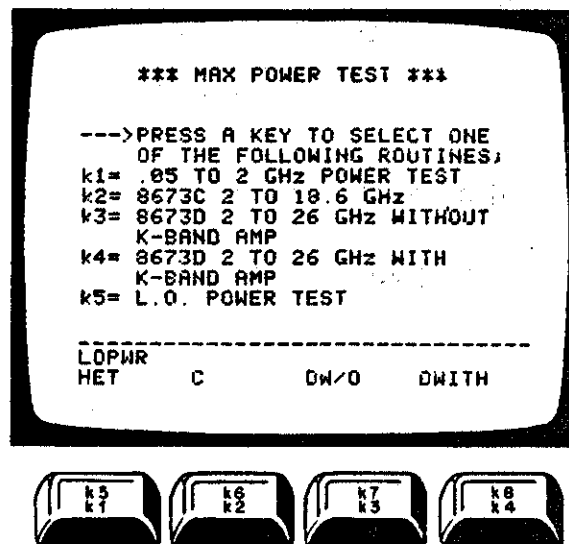 *** MAX POWER TEST ***
--->PRESS A KEY TO SELECT ONE
OF THE FOLLOWING ROUTINES;
k1= .05 TO 2 GHz POWER TEST
k2= 8673C 2 TO 18.6 GHz
k3= 8673D 2 TO 26 GHz WITHOUT
K-BAND AMP
k4= 8673D 2 TO 26 GHz WITH
K-BAND AMP
k5= L.O. POWER TEST
--------------------------------
LOPWR
HET C DW/O DWITH
k5 k6 k7 k8
k1 k2 k3 k4